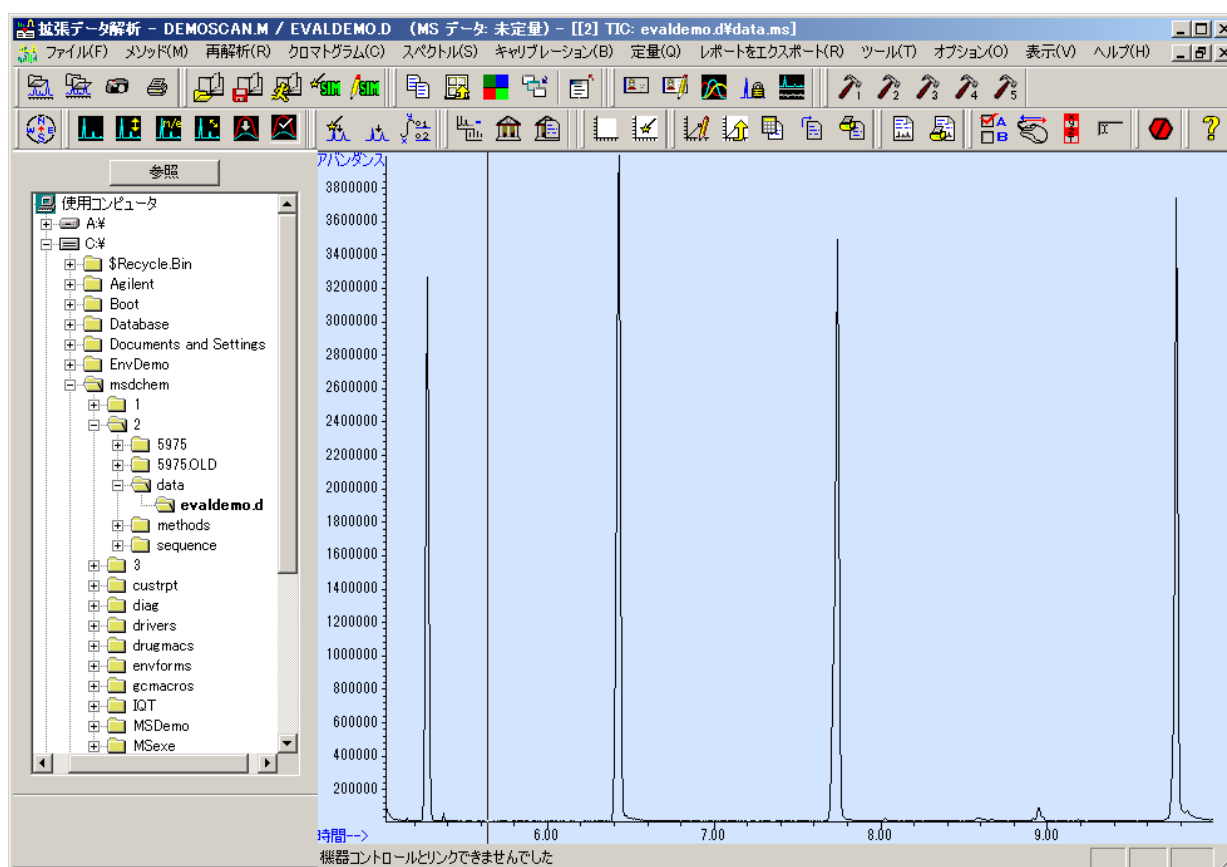 拡張データ解析 - DEMOSCAN.M / EVALDEMO.D (MS データ: 未定量) - [[2] TIC: evaldemo.d¥data.ms]
ファイル(F) メソッド(M) 再解析(R) クロマトグラム(C) スペクトル(S) キャリブレーション(B) 定量(Q) レポートをエクスポート(R) ツール(T) オプション(O) 表示(V) ヘルプ(H)
SIM SIM 1 2 3 4 5
N W E S m/e A B
参照
使用コンピュータ
A:¥
C:¥
$Recycle.Bin
Agilent
Boot
Database
Documents and Settings
EnvDemo
msdchem
1
2
5975
5975.OLD
data
evaldemo.d
methods
sequence
3
custrpt
diag
drivers
drugmacs
envforms
gcmacros
IQT
MSDemo
MSexe
アバンダンス
3800000
3600000
3400000
3200000
3000000
2800000
2600000
2400000
2200000
2000000
1800000
1600000
1400000
1200000
1000000
800000
600000
400000
200000
時間-->
6.00 7.00 8.00 9.00
機器コントロールとリンクできませんでした